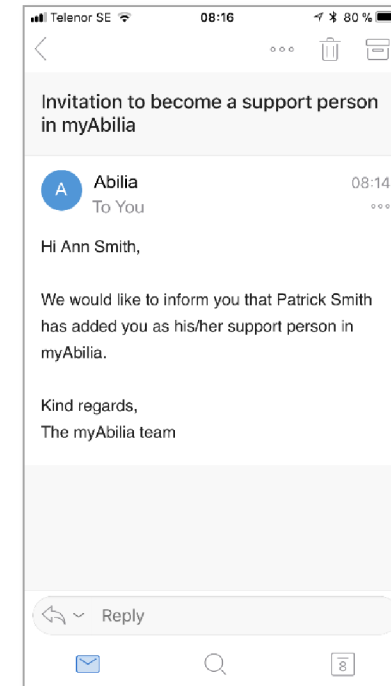 Telenor SE 08:16 80 %
Invitation to become a support person
in myAbilia
A Abilia 08:14
To You
Hi Ann Smith,
We would like to inform you that Patrick Smith
has added you as his/her support person in
myAbilia.
Kind regards,
The myAbilia team
Reply
8